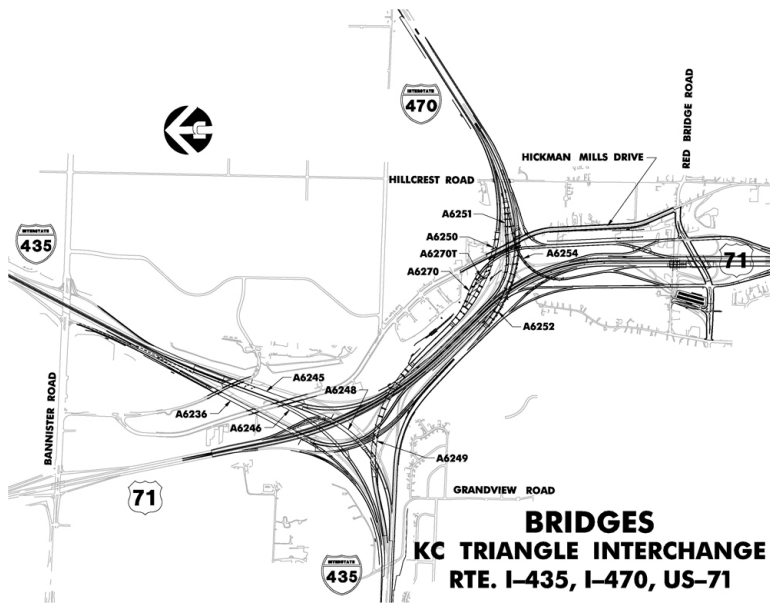 INTERSTATE
470
RED BRIDGE ROAD
HICKMAN MILLS DRIVE
HILLCREST ROAD
A6251
INTERSTATE
435
A6250
A6270T
A6254
71
A6270
A6252
A6245
A6248
A6236
A6246
BANNISTER ROAD
A6249
71
GRANDVIEW ROAD
INTERSTATE
435
BRIDGES
KC TRIANGLE INTERCHANGE
RTE. I–435, I–470, US–71